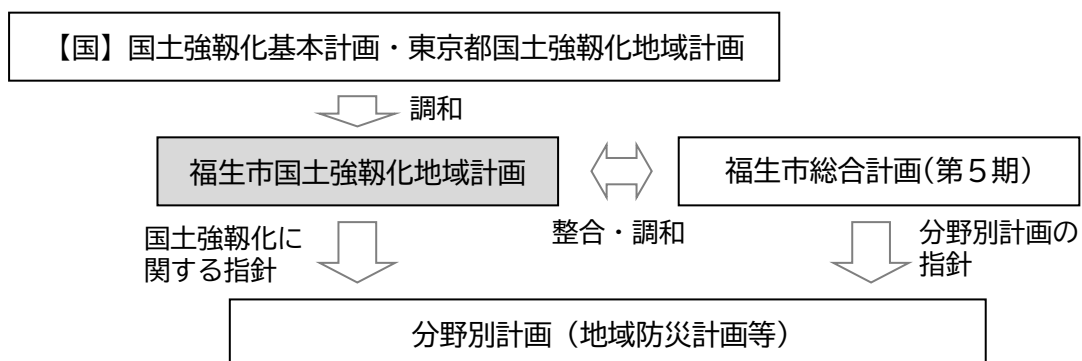 【国】国土強靱化基本計画・東京都国土強靱化地域計画
調和
福生市国土強靱化地域計画
福生市総合計画(第５期)
整合・調和
国土強靱化に
関する指針
分野別計画の
指針
分野別計画（地域防災計画等）